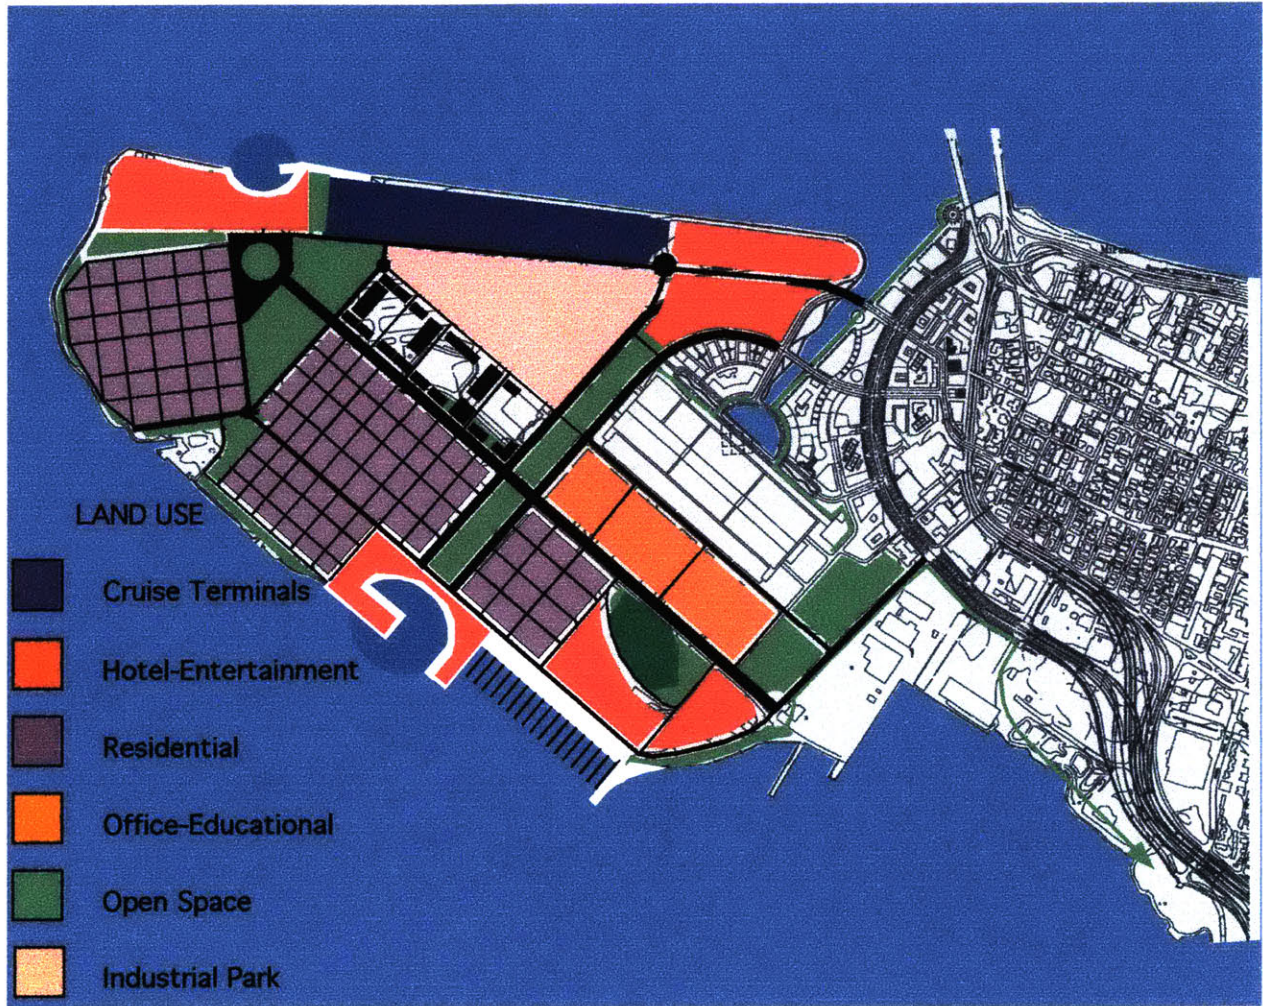 LAND USE
Cruise Terminals
Hotel-Entertainment
Residential
Office-Educational
Open Space
Industrial Park